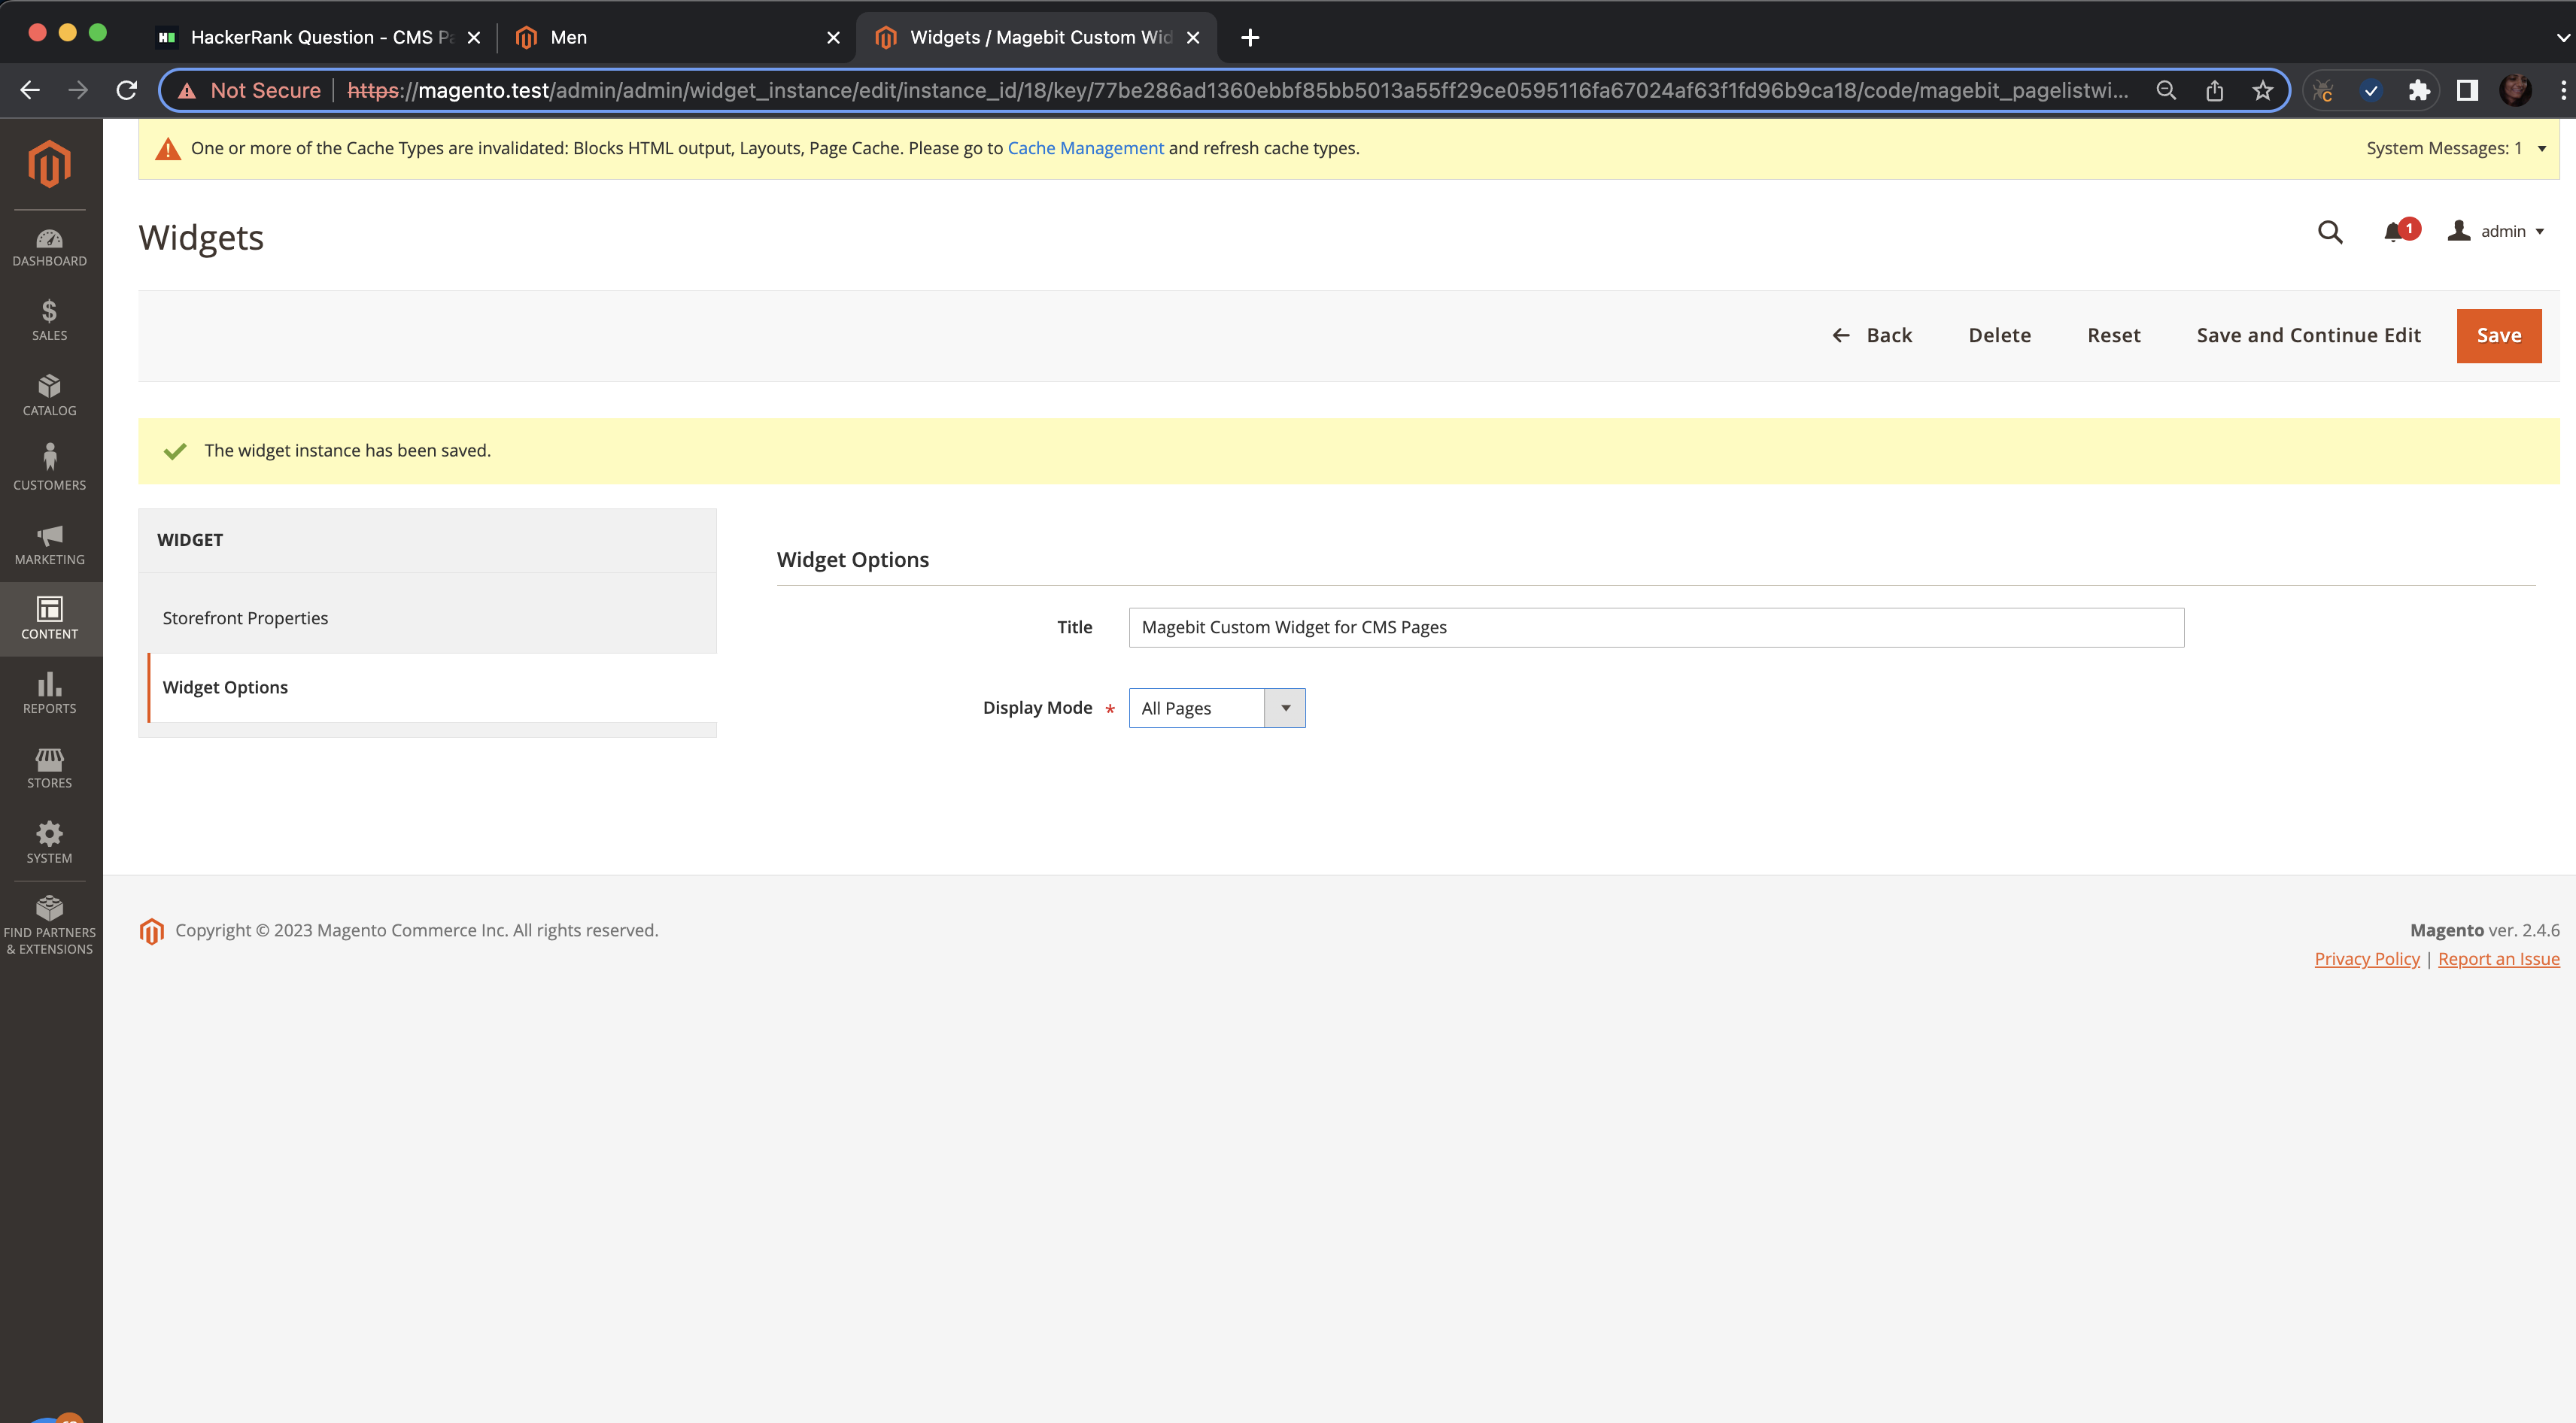 HackerRank Question - CMS Pa
Men
Widgets / Magebit Custom Wid
Not Secure https://magento.test/admin/admin/widget_instance/edit/instance_id/18/key/77be286ad1360ebbf85bb5013a55ff29ce0595116fa67024af63f1fd96b9ca18/code/magebit_pagelistwi...
One or more of the Cache Types are invalidated: Blocks HTML output, Layouts, Page Cache. Please go to Cache Management and refresh cache types.
System Messages: 1
Widgets
1
admin
DASHBOARD
SALES
CATALOG
CUSTOMERS
MARKETING
CONTENT
REPORTS
STORES
SYSTEM
FIND PARTNERS
& EXTENSIONS
Back
Delete
Reset
Save and Continue Edit
Save
The widget instance has been saved.
WIDGET
Storefront Properties
Widget Options
Widget Options
Title
Magebit Custom Widget for CMS Pages
Display Mode *
All Pages
Copyright © 2023 Magento Commerce Inc. All rights reserved.
Magento ver. 2.4.6
Privacy Policy | Report an Issue